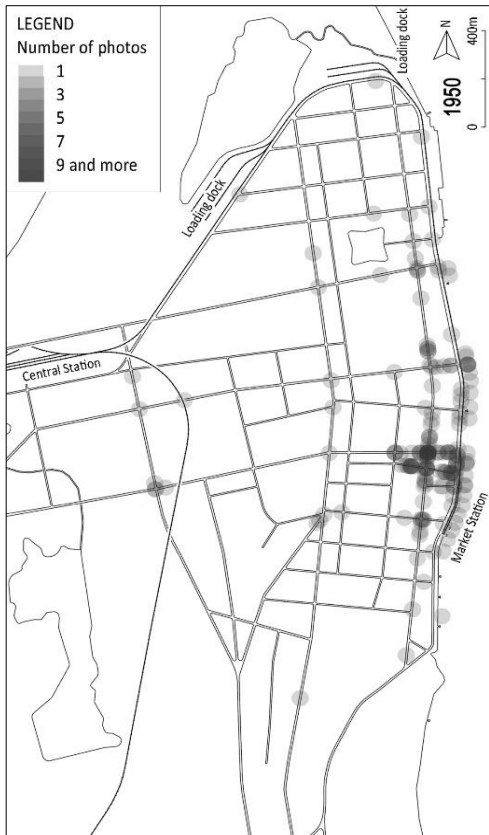 LEGEND
Number of photos
1
3
5
7
9 and more
Loading dock
N
400m
0
1950
Loading dock
Central Station
Market Station